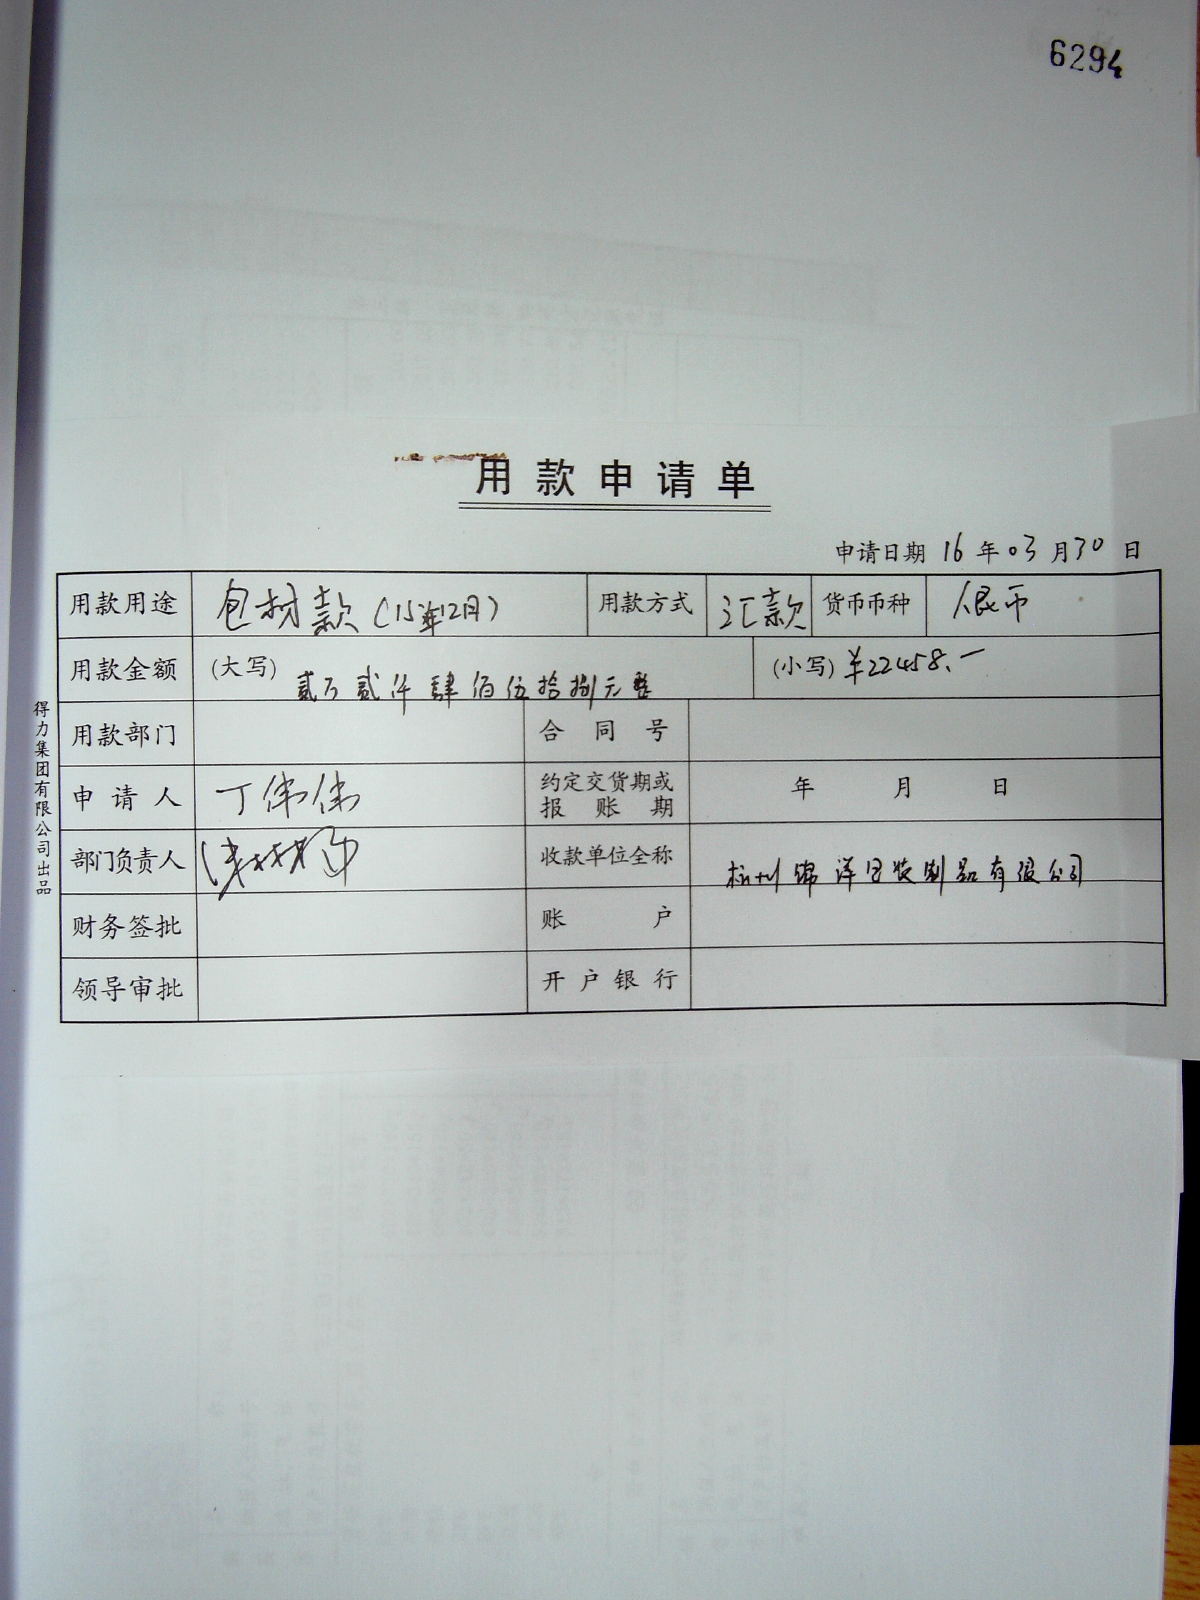 6294
用款申请单
申请日期 16 年 03 月 30 日
用款用途 包材款(15年12月) 用款方式 汇款 货币币种 人民币
用款金额 (大写) 贰万贰仟肆佰伍拾捌元整 (小写) ¥22458.一
用款部门 合同号
申请人 丁伟伟 约定交货期或报账期 年 月 日
部门负责人 收款单位全称 杭州锦洋包装制品有限公司
财务签批 账户
领导审批 开户银行
得力集团有限公司出品